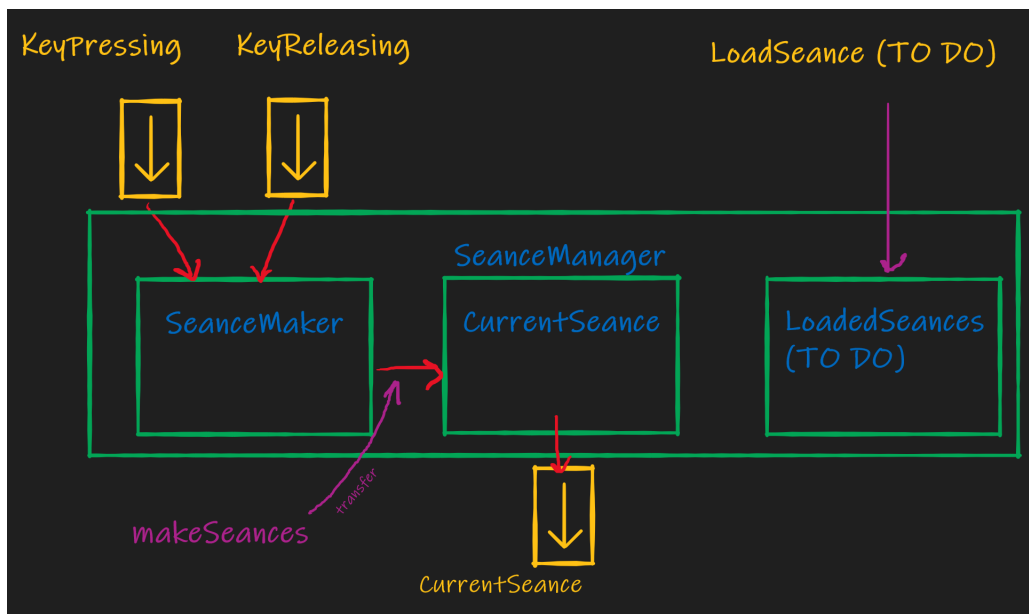 KeyPressing
KeyReleasing
LoadSeance (TO DO)
SeanceManager
SeanceMaker
CurrentSeance
LoadedSeances
(TO DO)
transfer
makeSeances
CurrentSeance